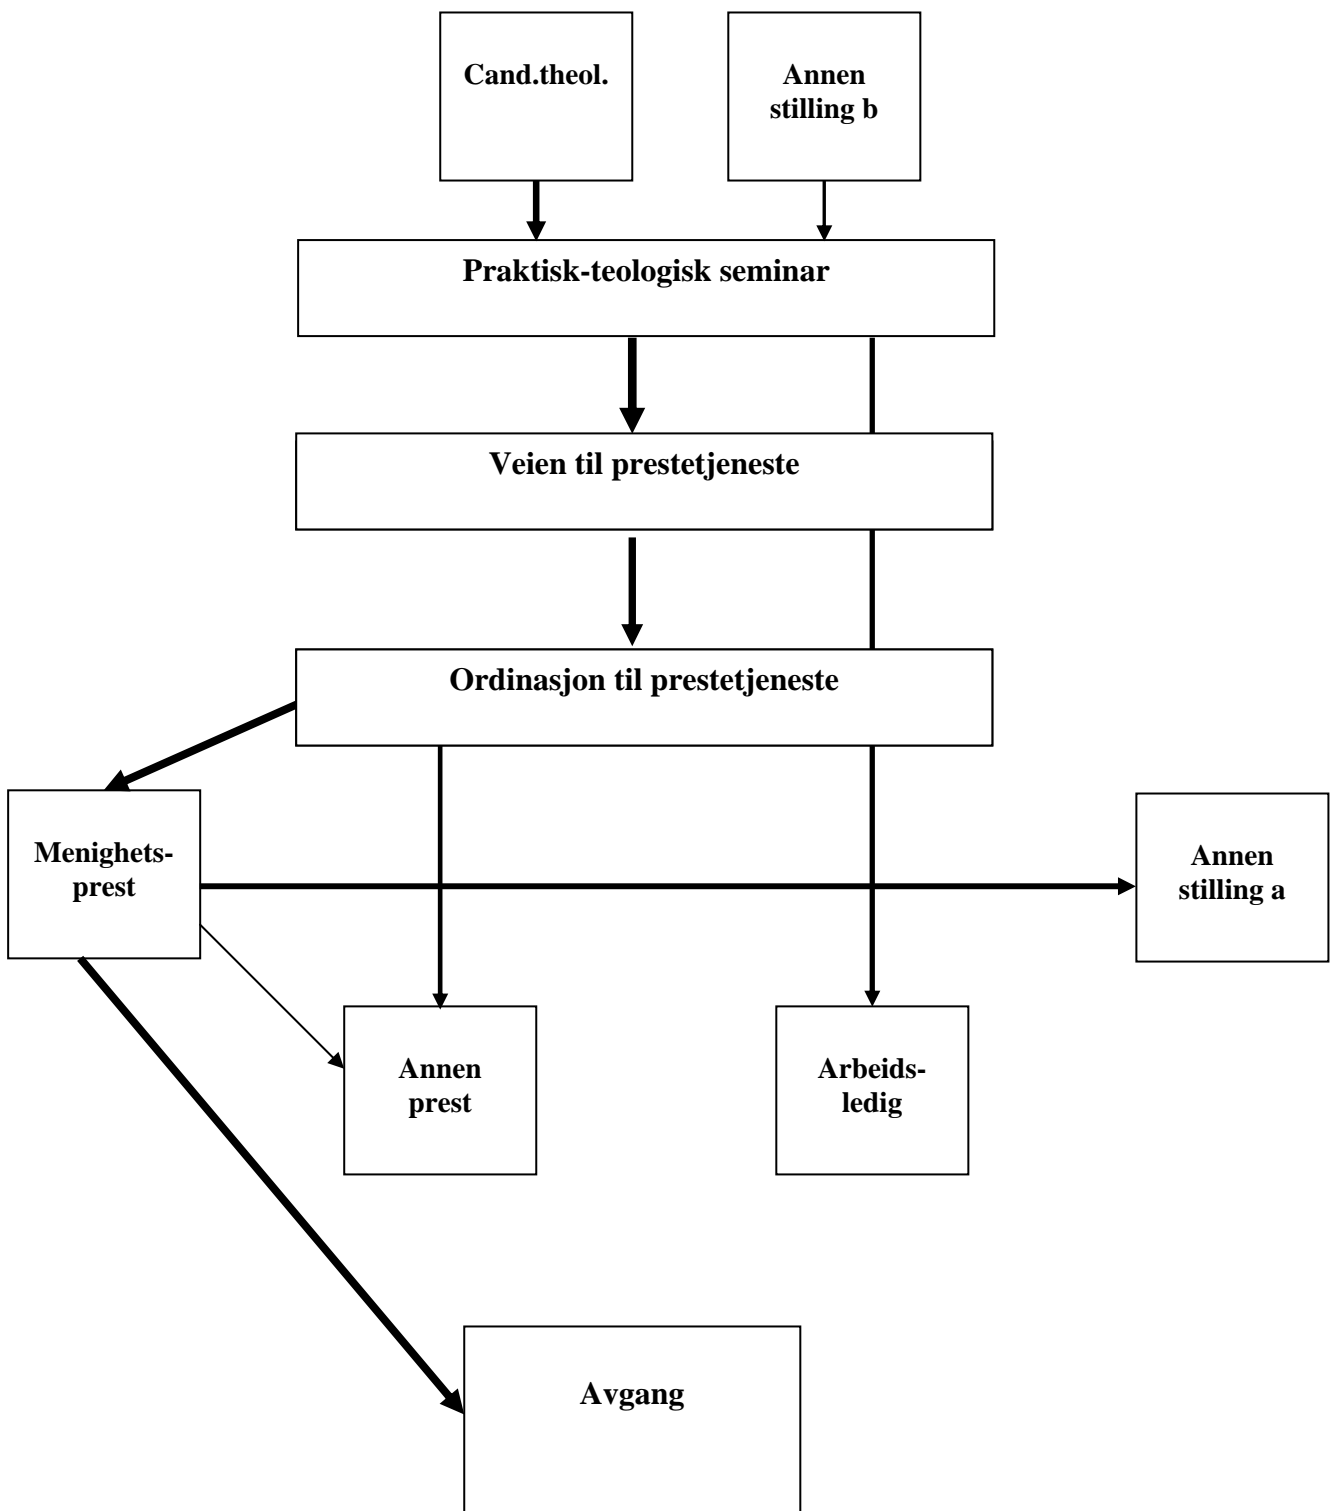 Cand.theol.
Annen
stilling b
Praktisk-teologisk seminar
Veien til prestetjeneste
Ordinasjon til prestetjeneste
Menighets-
prest
Annen
stilling a
Annen
prest
Arbeids-
ledig
Avgang